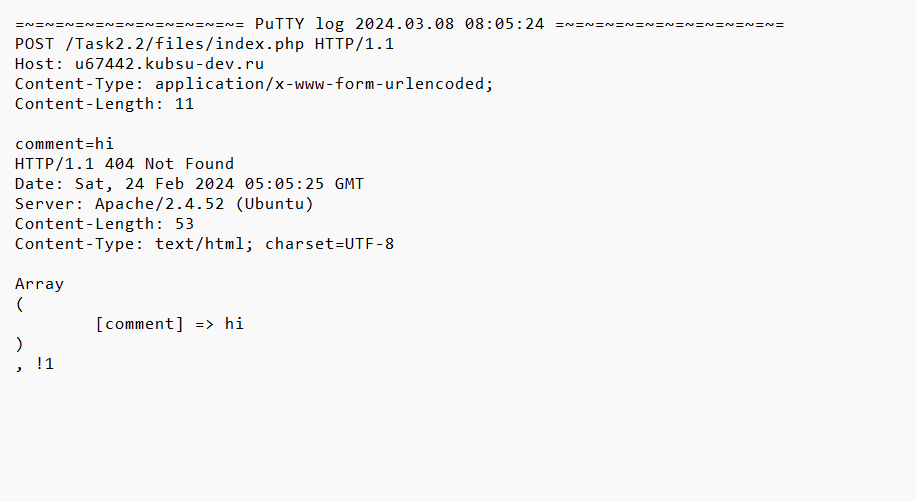 =~=~=~=~=~=~=~=~=~=~=~= PuTTY log 2024.03.08 08:05:24 =~=~=~=~=~=~=~=~=~=~=~=
POST /Task2.2/files/index.php HTTP/1.1
Host: u67442.kubsu-dev.ru
Content-Type: application/x-www-form-urlencoded;
Content-Length: 11
comment=hi
HTTP/1.1 404 Not Found
Date: Sat, 24 Feb 2024 05:05:25 GMT
Server: Apache/2.4.52 (Ubuntu)
Content-Length: 53
Content-Type: text/html; charset=UTF-8
Array
(
[comment] => hi
)
, !1